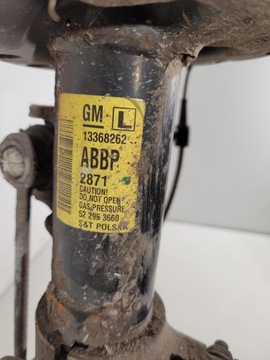 GM L
13368262
ABBP
2871
CAUTION!
DO NOT OPEN
GAS PRESSURE
52 295 3660
S&T POLSKA